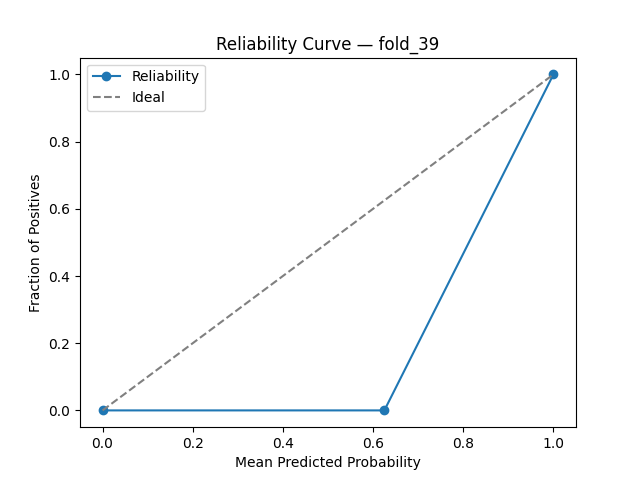 Reliability Curve — fold_39
Reliability
Ideal
Fraction of Positives
1.0
0.8
0.6
0.4
0.2
0.0
0.0 0.2 0.4 0.6 0.8 1.0
Mean Predicted Probability